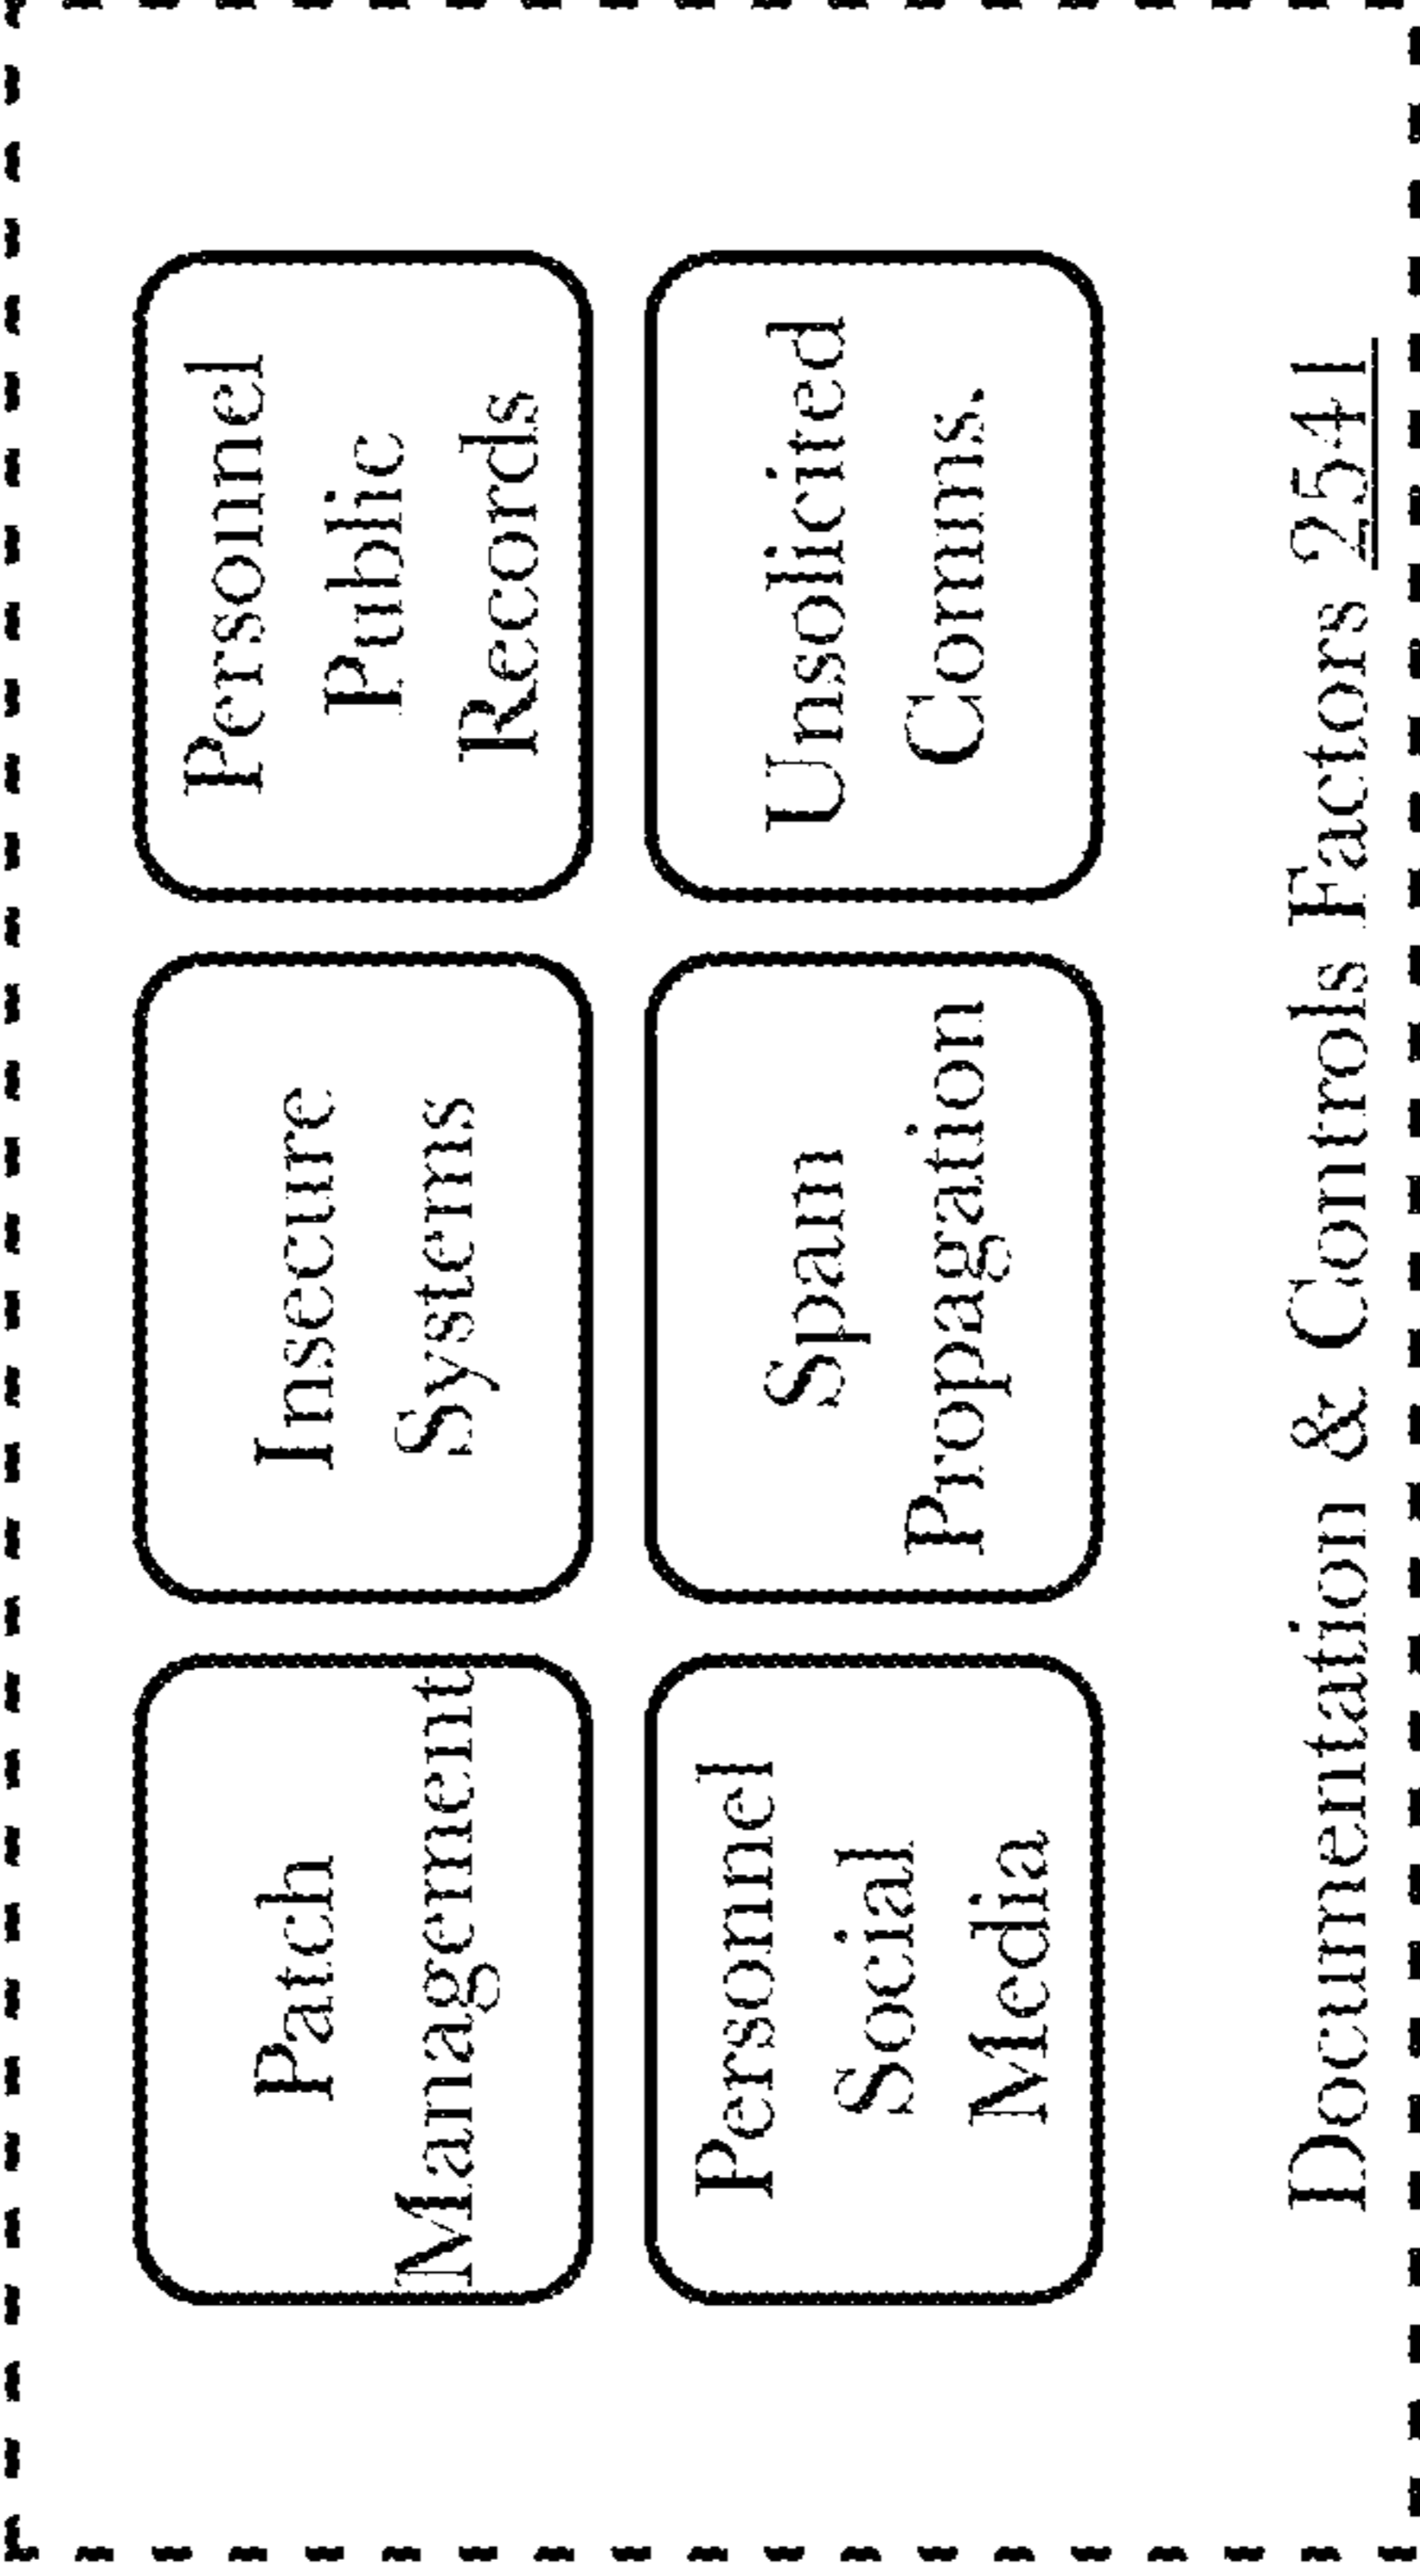 Patch
Management
Insecure
Systems
Personnel
Public
Records
Personnel
Social
Media
Spam
Propagation
Unsolicited
Comms.
Documentation & Controls Factors 2541